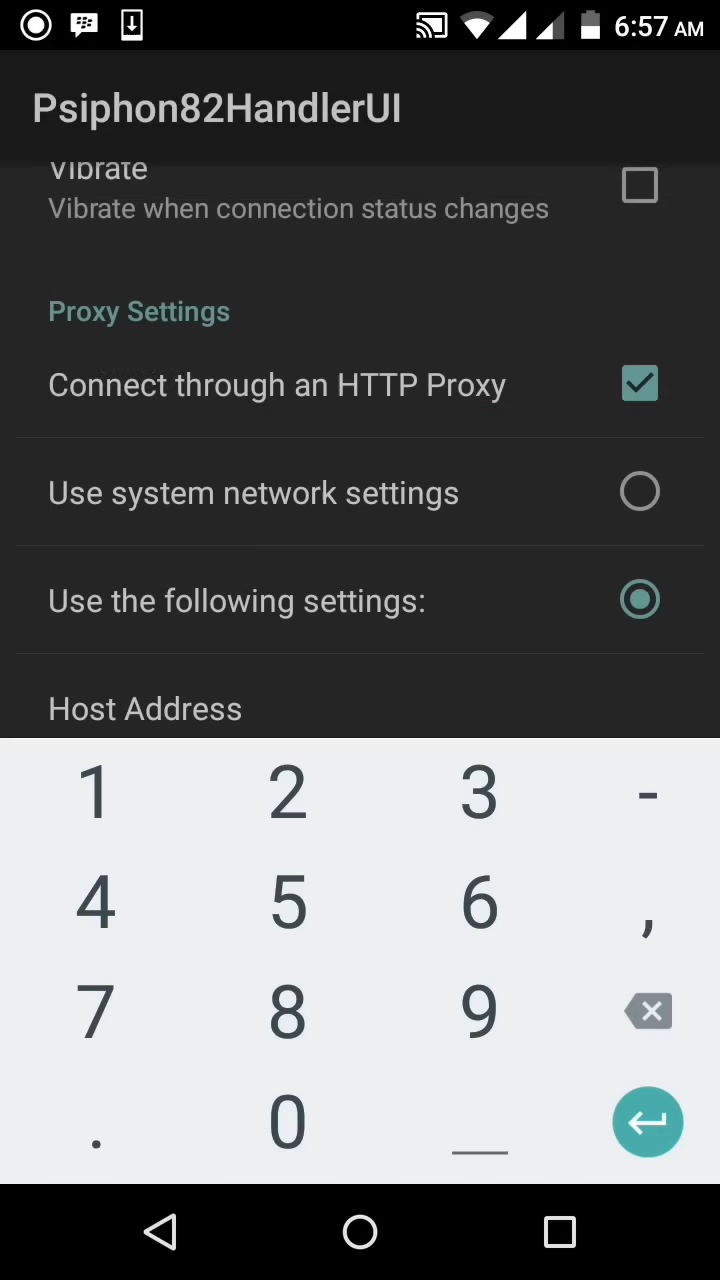 6:57 AM
Psiphon82HandlerUI
Vibrate
Vibrate when connection status changes
Proxy Settings
Connect through an HTTP Proxy
Use system network settings
Use the following settings:
Host Address
1 2 3 -
4 5 6 ,
7 8 9
. 0 _